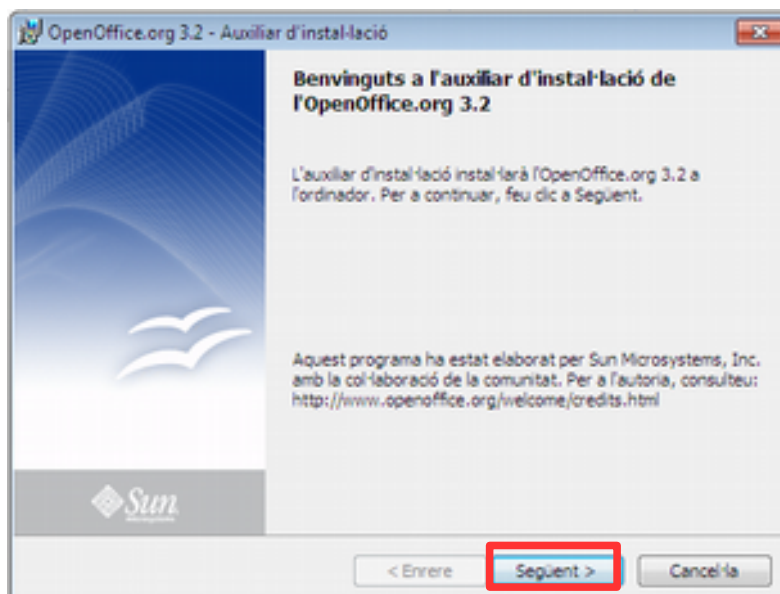 OpenOffice.org 3.2 - Auxiliar d'instal·lació
Benvinguts a l'auxiliar d'instal·lació de
l'OpenOffice.org 3.2
L'auxiliar d'instal·lació instal·larà l'OpenOffice.org 3.2 a
l'ordinador. Per a continuar, feu clic a Següent.
Aquest programa ha estat elaborat per Sun Microsystems, Inc.
amb la col·laboració de la comunitat. Per a l'autoria, consulteu:
http://www.openoffice.org/welcome/credits.html
Sun
microsystems
< Enrere
Següent >
Cancel·la